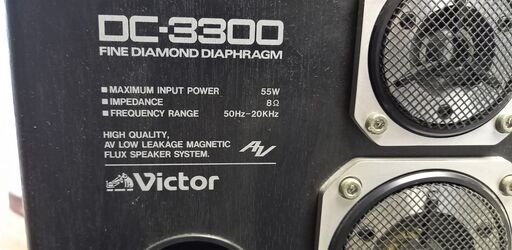 DC-3300
FINE DIAMOND DIAPHRAGM
■MAXIMUM INPUT POWER 55W
■IMPEDANCE 8Ω
■FREQUENCY RANGE 50Hz-20KHz
HIGH QUALITY,
AV LOW LEAKAGE MAGNETIC
FLUX SPEAKER SYSTEM.
AV
Victor